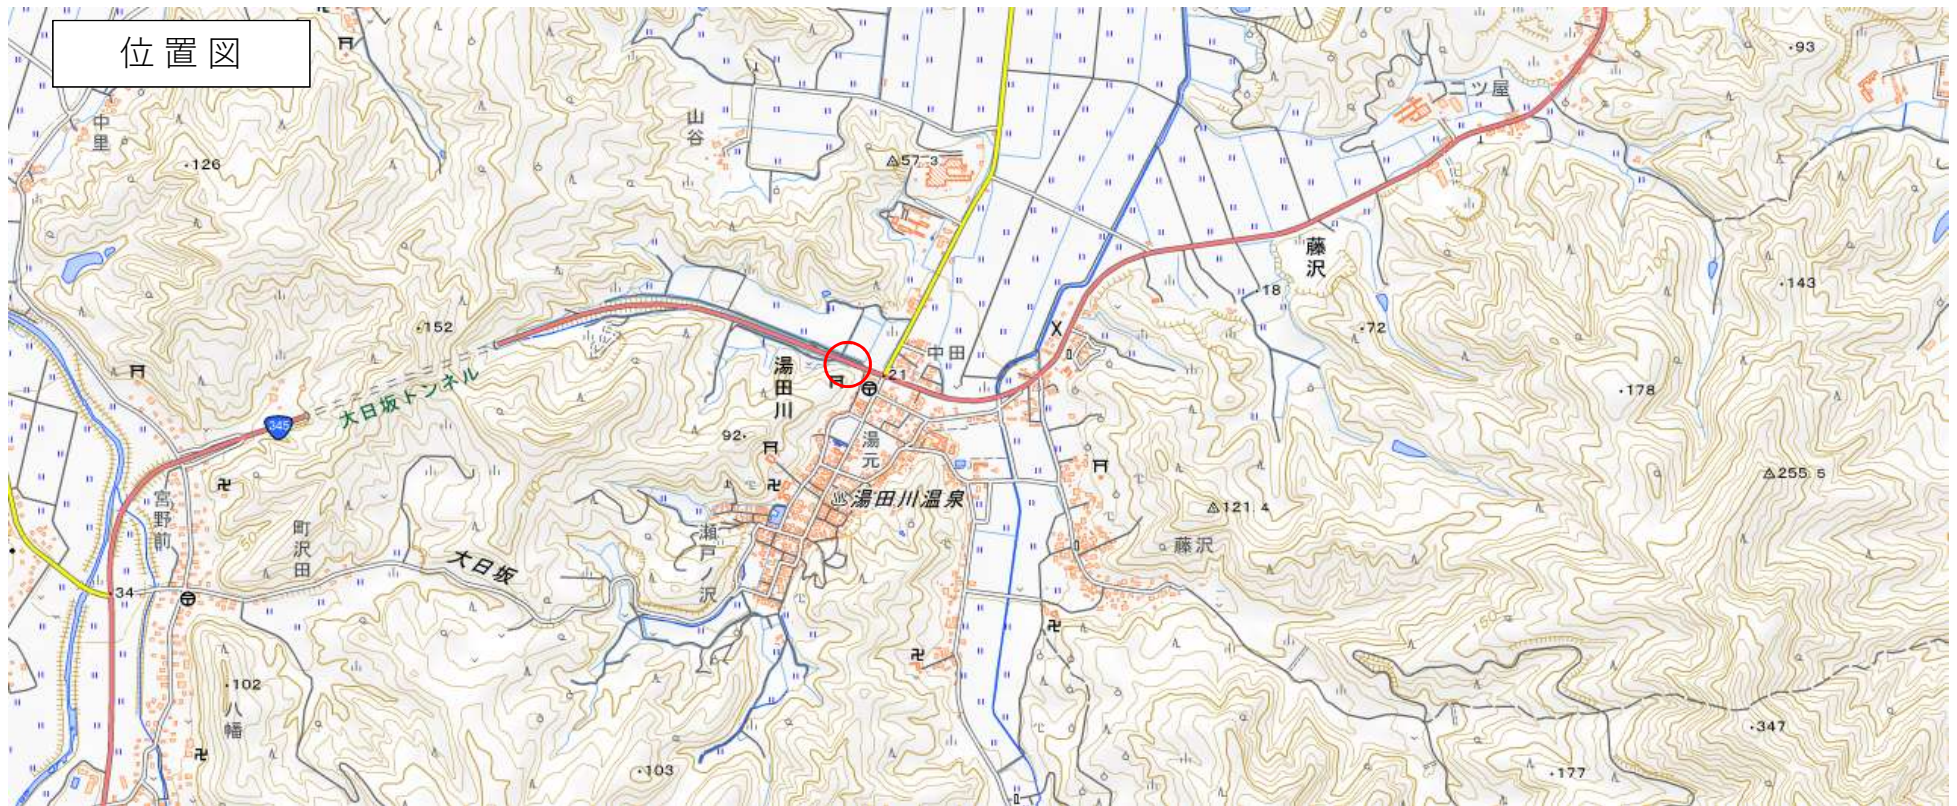 位置図
93
二ツ屋
山谷
中里
57.3
126
藤沢
143
18
152
72
中田
湯田川
21
大日坂トンネル
178
345
92
湯元
255.5
湯田川温泉
宮野前
121.4
町沢田
瀬戸ノ沢
藤沢
大日坂
50
100
34
150
102
八幡
347
103
177